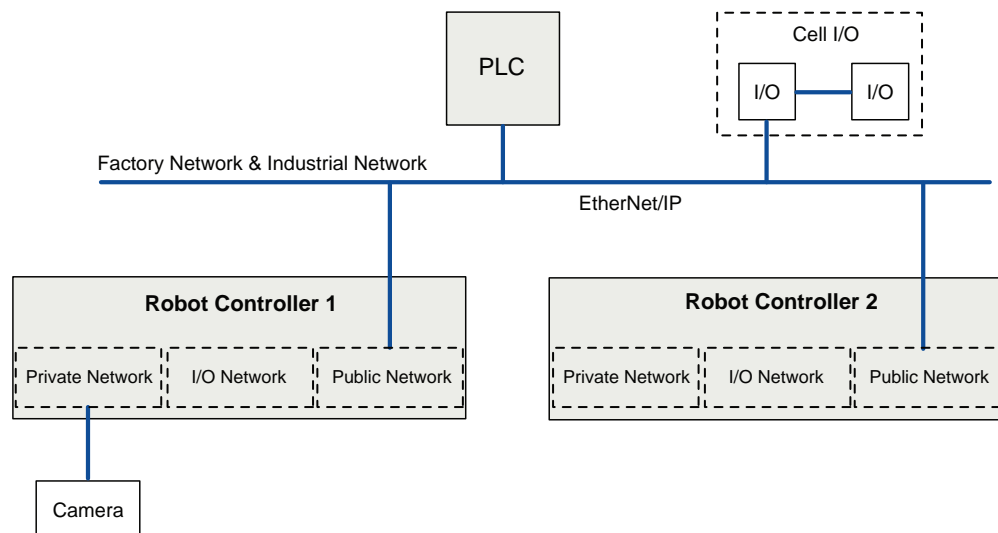 PLC
Cell I/O
I/O
I/O
Factory Network & Industrial Network
EtherNet/IP
Robot Controller 1
Private Network
I/O Network
Public Network
Robot Controller 2
Private Network
I/O Network
Public Network
Camera